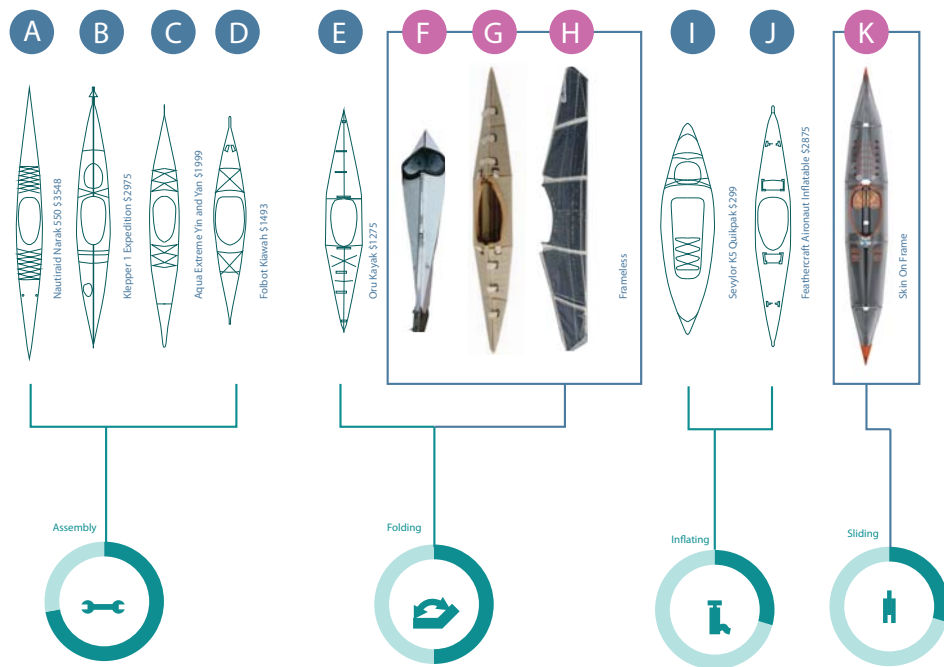 A
B
C
D
E
F
G
H
I
J
K
Nautiraid Narak 550 $3548
Klepper 1 Expedition $2975
Aqua Extreme Yin and Yan $1999
Folbot Kiawah $1493
Oru Kayak $1275
Frameless
Sevylor K5 Quikpak $299
Feathercraft Aironaut Inflatable $2875
Skin On Frame
Assembly
Folding
Inflating
Sliding